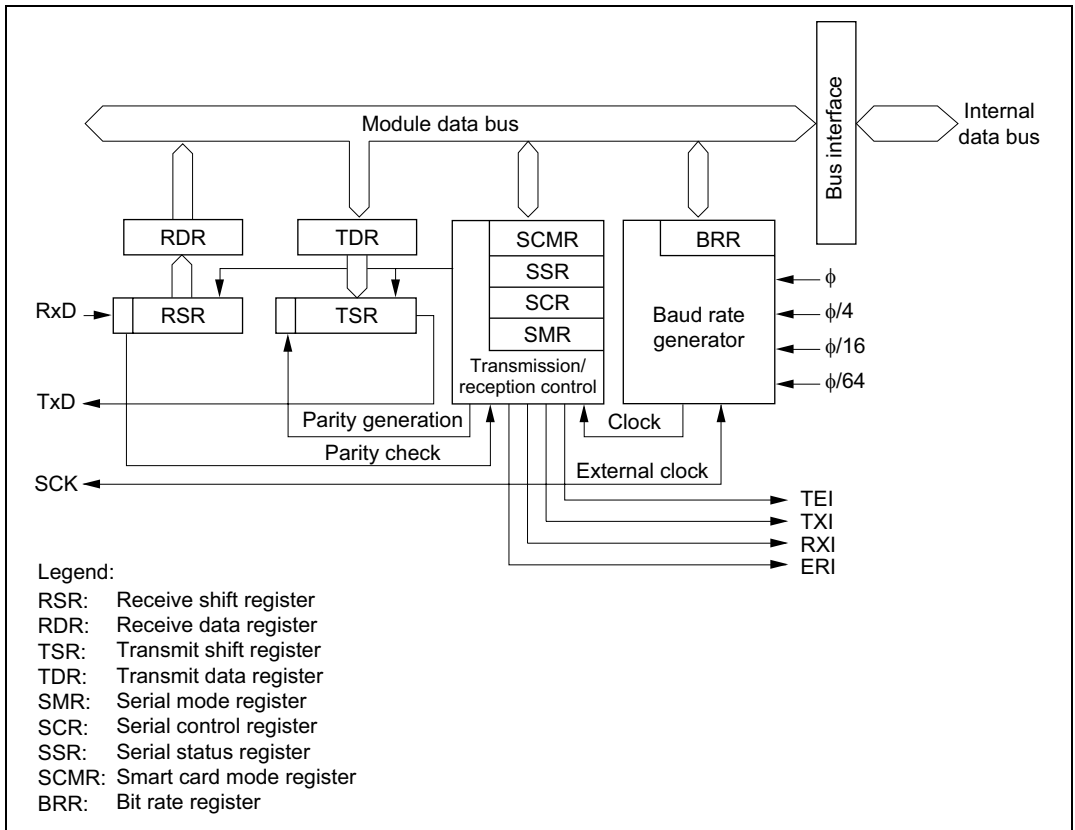 Module data bus
Bus interface
Internal
data bus
RDR
TDR
SCMR
SSR
SCR
SMR
Transmission/
reception control
BRR
Baud rate
generator
ϕ
ϕ/4
ϕ/16
ϕ/64
RxD
RSR
TSR
TxD
Parity generation
Parity check
Clock
SCK
External clock
TEI
TXI
RXI
ERI
Legend:
RSR: Receive shift register
RDR: Receive data register
TSR: Transmit shift register
TDR: Transmit data register
SMR: Serial mode register
SCR: Serial control register
SSR: Serial status register
SCMR: Smart card mode register
BRR: Bit rate register